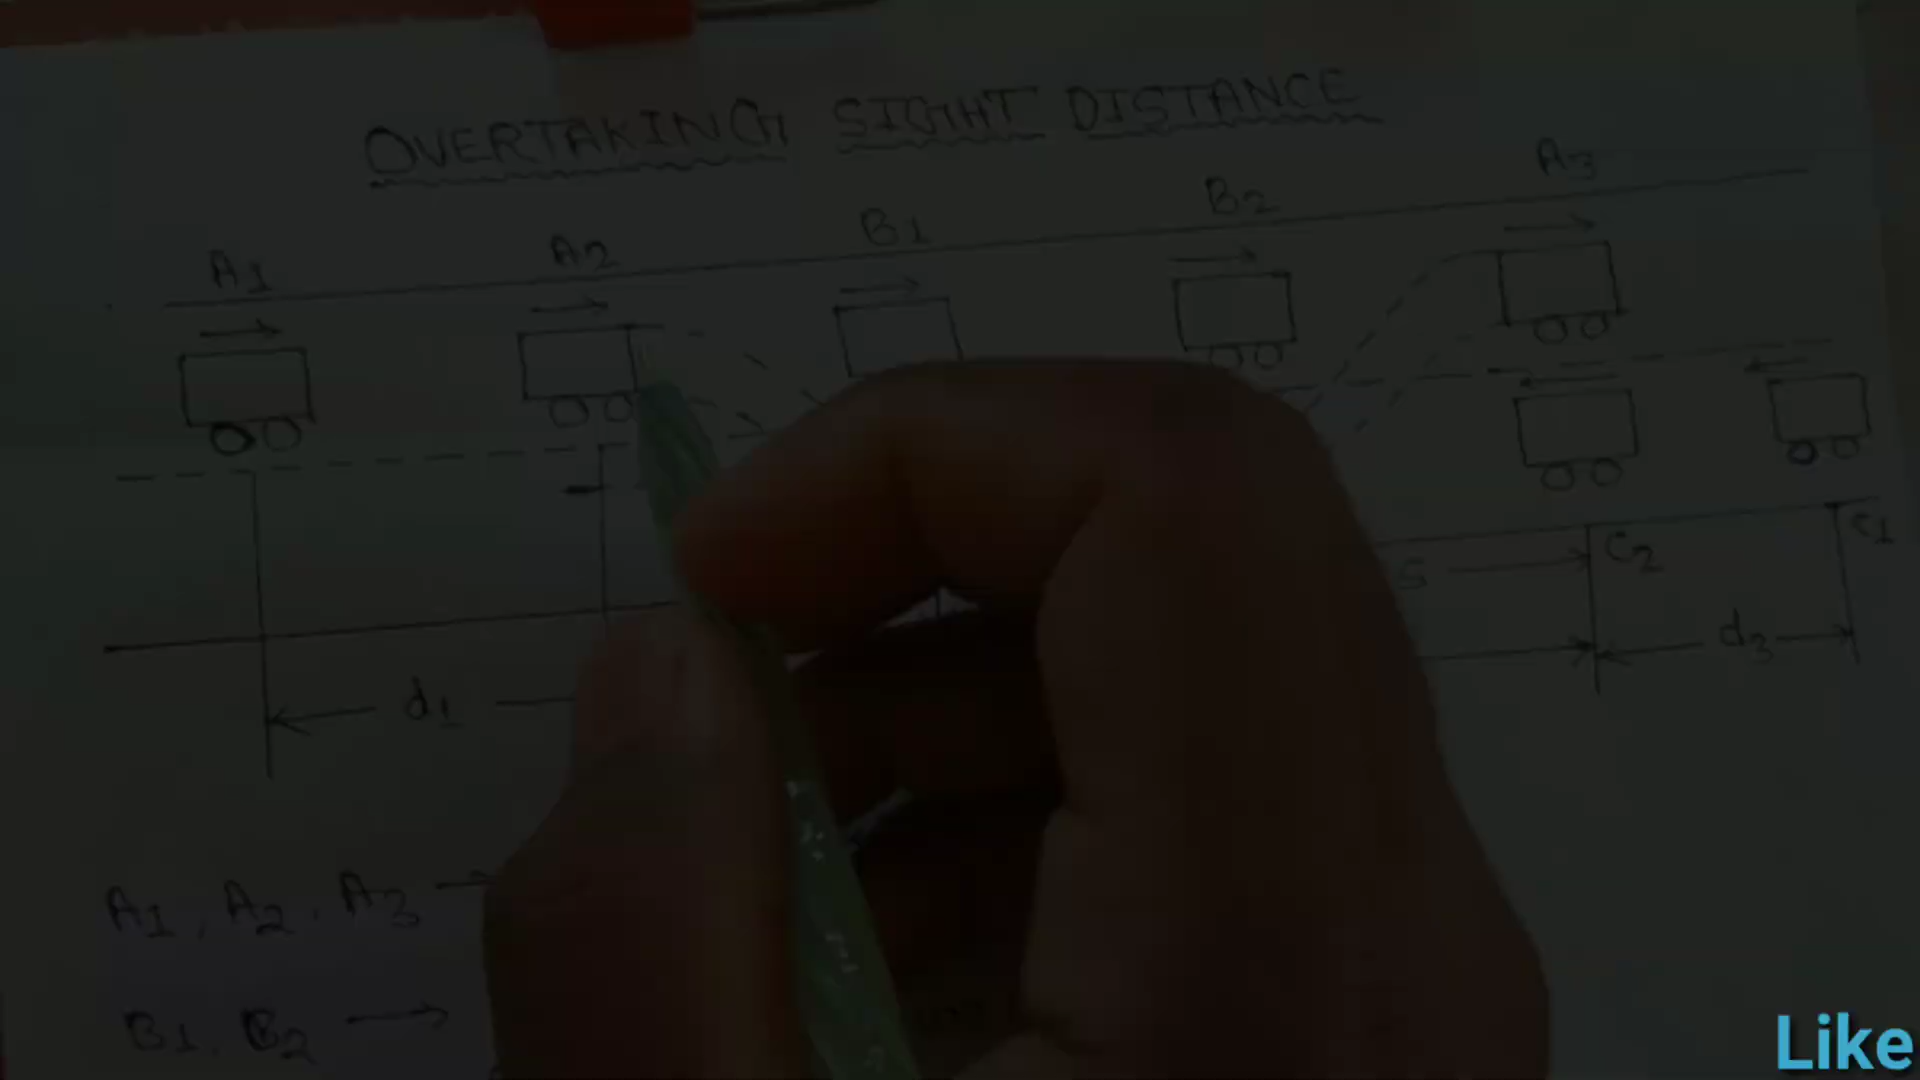 OVERTAKING SIGHT DISTANCE
A1 A2 B1 B2 A3
S C2 C1
d1 d3
A1, A2, A3 →
B1, B2 →
Like